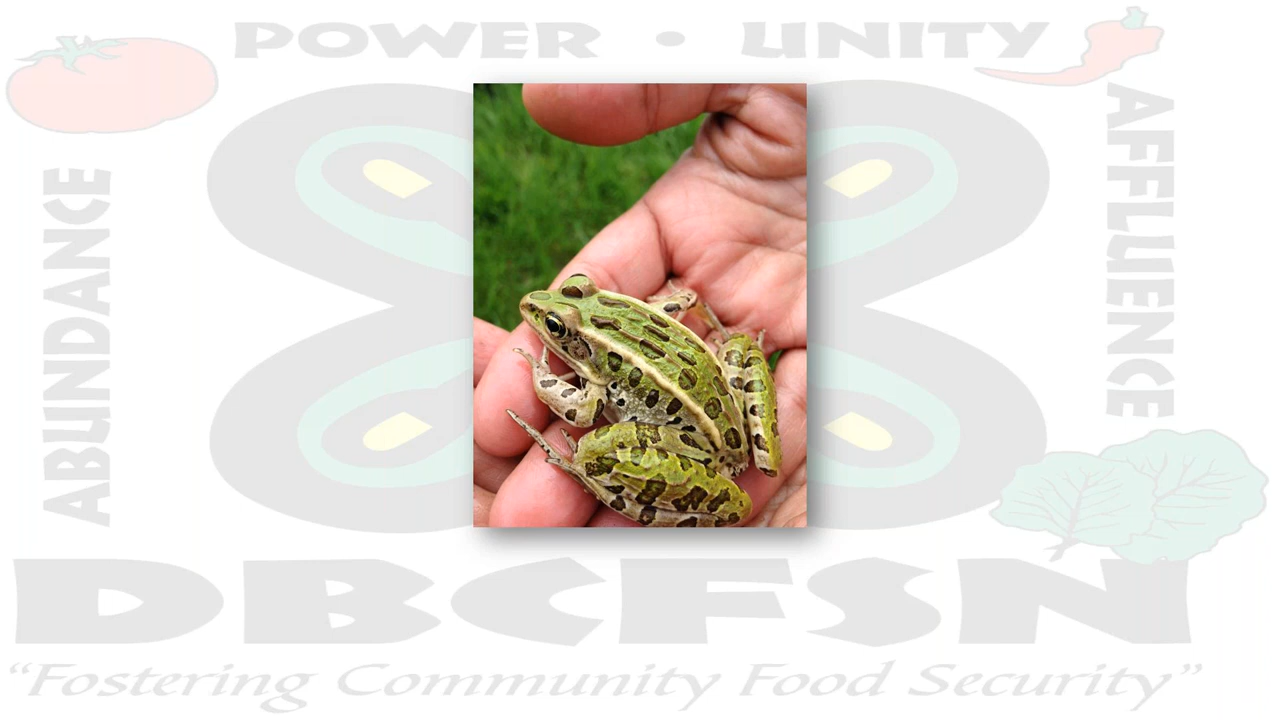 POWER • UNITY
ABUNDANCE
AFFLUENCE
DBCFSN
"Fostering Community Food Security"